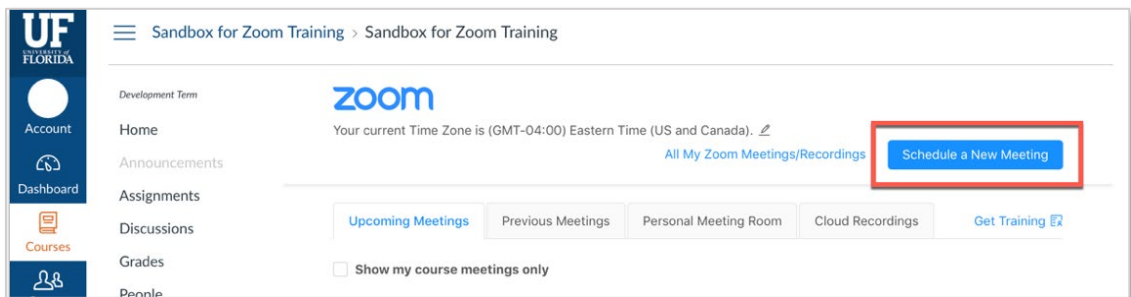 UF
UNIVERSITY of
FLORIDA
Account
Dashboard
Courses
Sandbox for Zoom Training > Sandbox for Zoom Training
Development Term
Home
Announcements
Assignments
Discussions
Grades
People
zoom
Your current Time Zone is (GMT-04:00) Eastern Time (US and Canada).
All My Zoom Meetings/Recordings
Schedule a New Meeting
Upcoming Meetings
Previous Meetings
Personal Meeting Room
Cloud Recordings
Get Training
Show my course meetings only